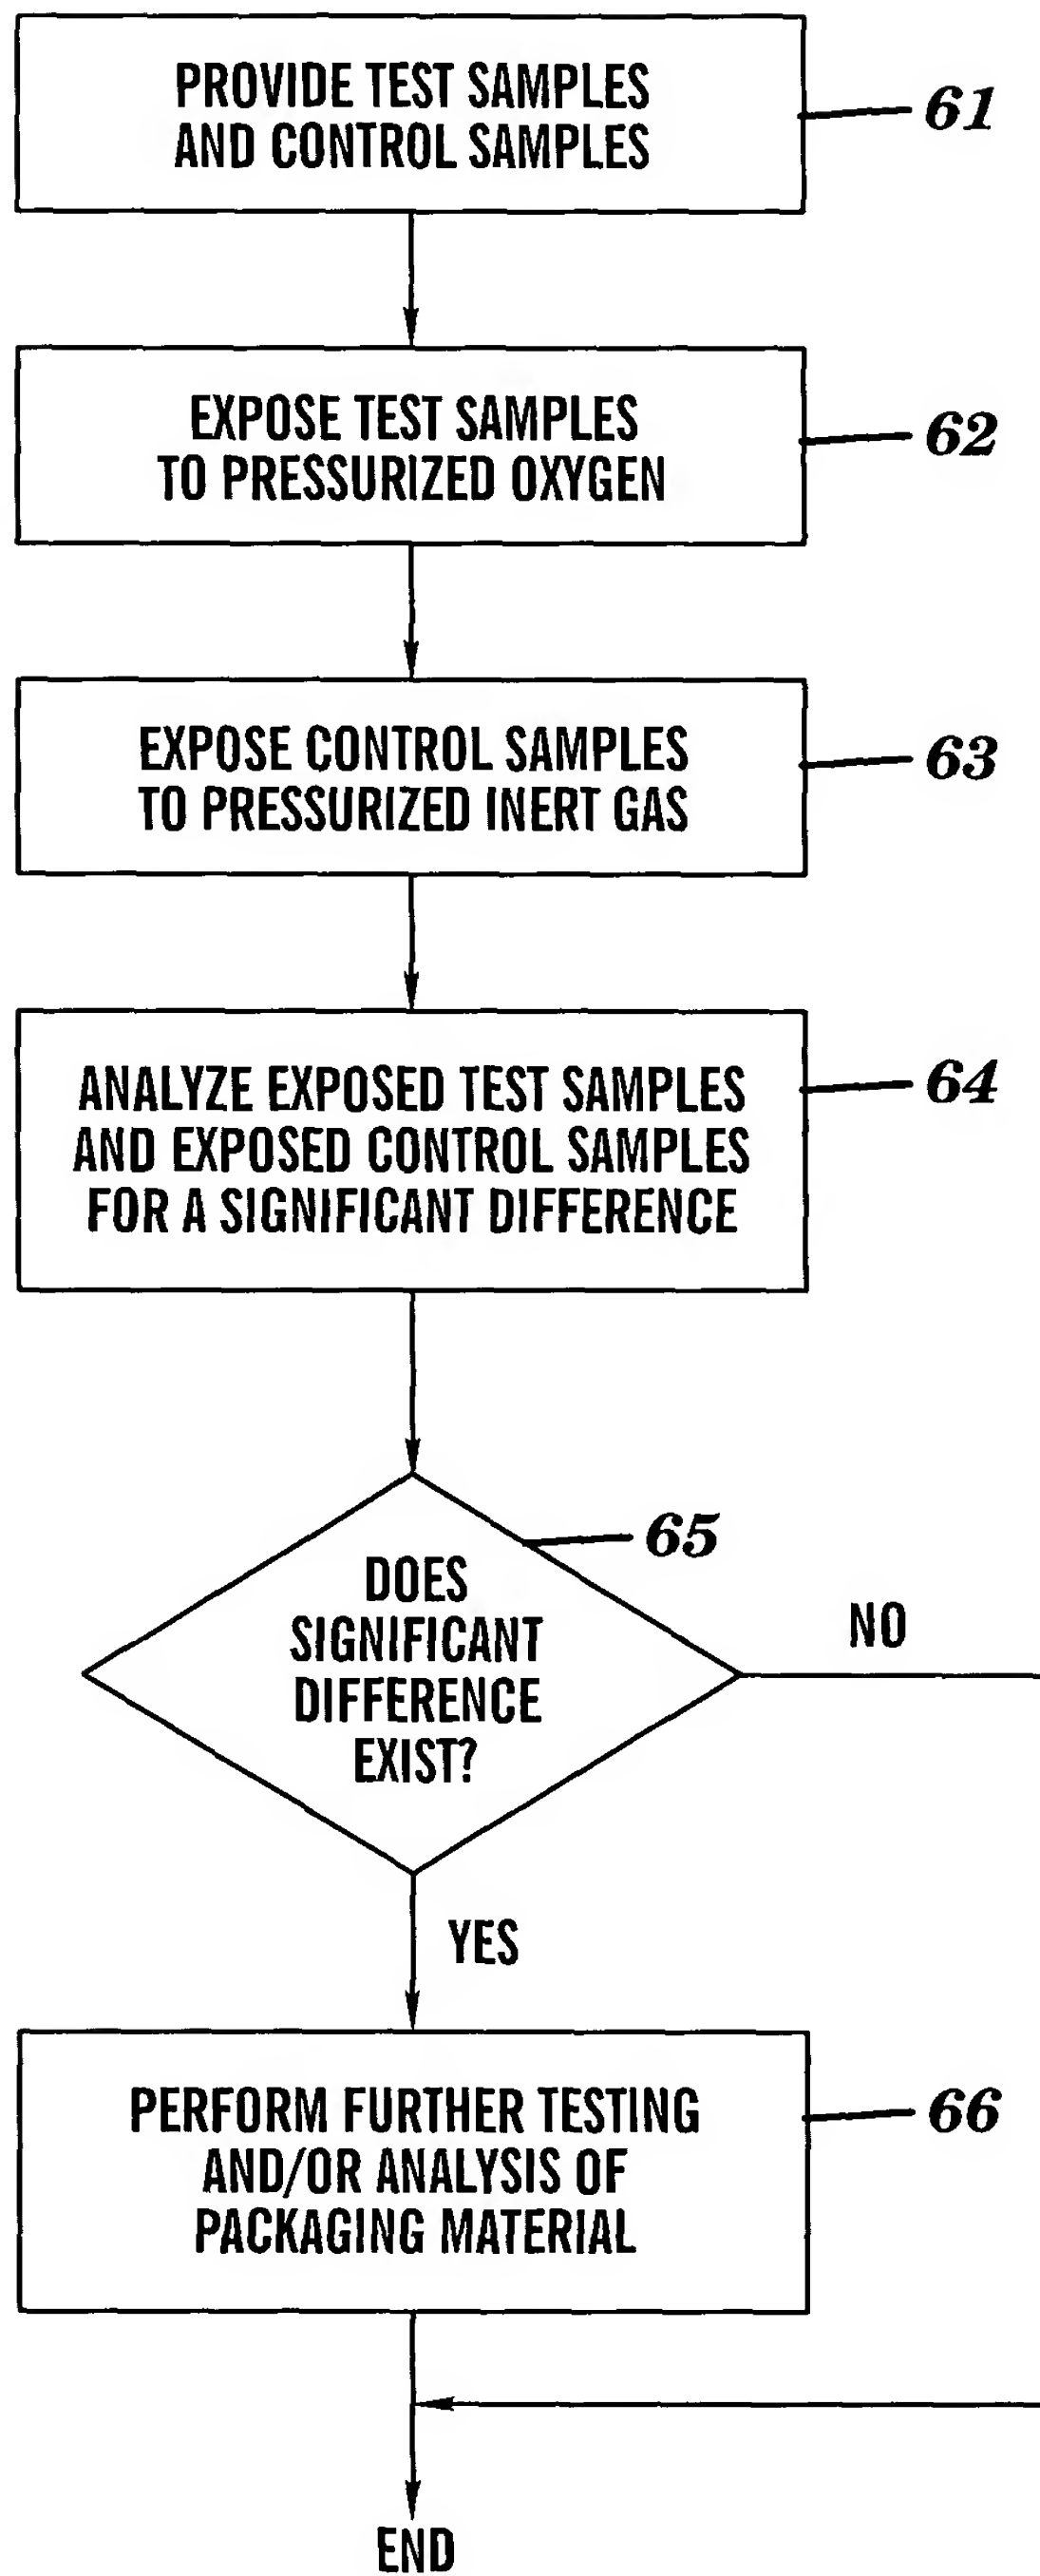 PROVIDE TEST SAMPLES
AND CONTROL SAMPLES
61
EXPOSE TEST SAMPLES
TO PRESSURIZED OXYGEN
62
EXPOSE CONTROL SAMPLES
TO PRESSURIZED INERT GAS
63
ANALYZE EXPOSED TEST SAMPLES
AND EXPOSED CONTROL SAMPLES
FOR A SIGNIFICANT DIFFERENCE
64
65
DOES
SIGNIFICANT
DIFFERENCE
EXIST?
NO
YES
PERFORM FURTHER TESTING
AND/OR ANALYSIS OF
PACKAGING MATERIAL
66
END